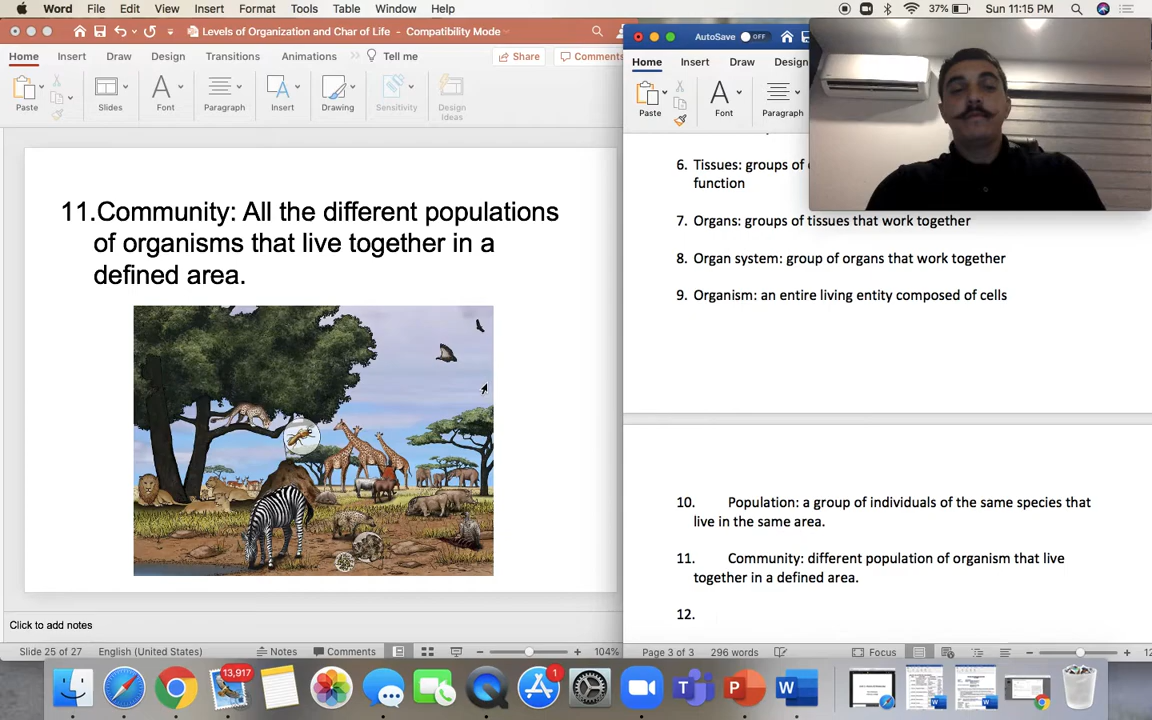 Word File Edit View Insert Format Tools Table Window Help 37% Sun 11:15 PM
Levels of Organization and Char of Life - Compatibility Mode
Home Insert Draw Design Transitions Animations Tell me Share Comments
Paste Slides Font Paragraph Insert Drawing Sensitivity Design
Ideas
11.Community: All the different populations
of organisms that live together in a
defined area.
Click to add notes
Slide 25 of 27 English (United States) Notes Comments 104%
AutoSave OFF
Home Insert Draw Design
Paste Font Paragraph
6. Tissues: groups of
function
7. Organs: groups of tissues that work together
8. Organ system: group of organs that work together
9. Organism: an entire living entity composed of cells
10. Population: a group of individuals of the same species that
live in the same area.
11. Community: different population of organism that live
together in a defined area.
12.
Page 3 of 3 296 words Focus
13,917
1